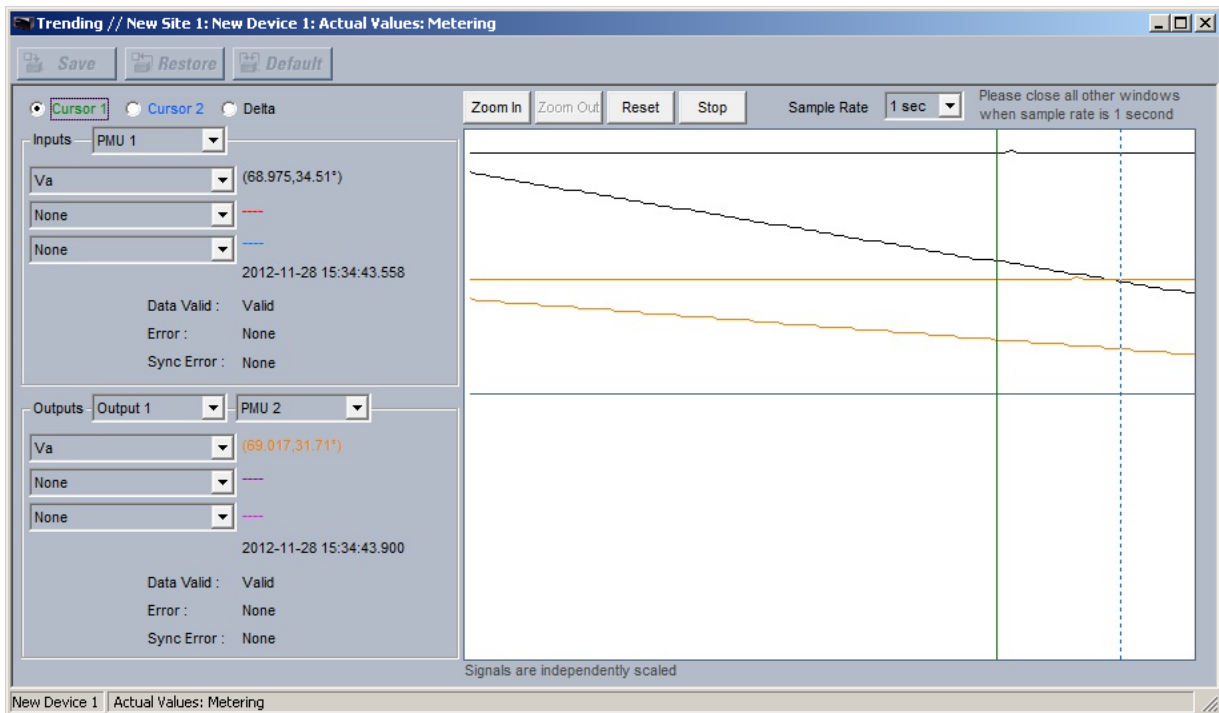 Trending // New Site 1: New Device 1: Actual Values: Metering
Save Restore Default
Cursor 1 Cursor 2 Delta
Zoom In Zoom Out Reset Stop Sample Rate 1 sec
Please close all other windows
when sample rate is 1 second
Inputs PMU 1
Va (68.975,34.51°)
None ----
None ----
2012-11-28 15:34:43.558
Data Valid : Valid
Error : None
Sync Error : None
Outputs Output 1 PMU 2
Va (69.017,31.71°)
None ----
None ----
2012-11-28 15:34:43.900
Data Valid : Valid
Error : None
Sync Error : None
Signals are independently scaled
New Device 1 Actual Values: Metering